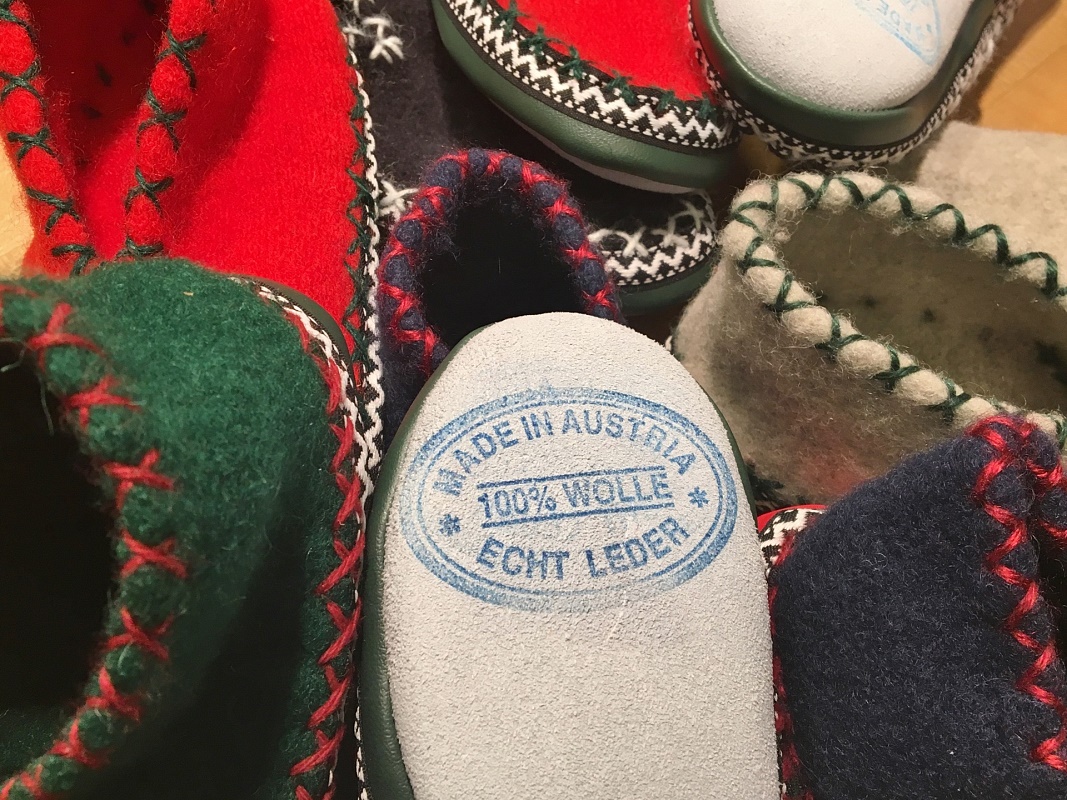 MADE IN AUSTRIA
100% WOLLE
* *
ECHT LEDER